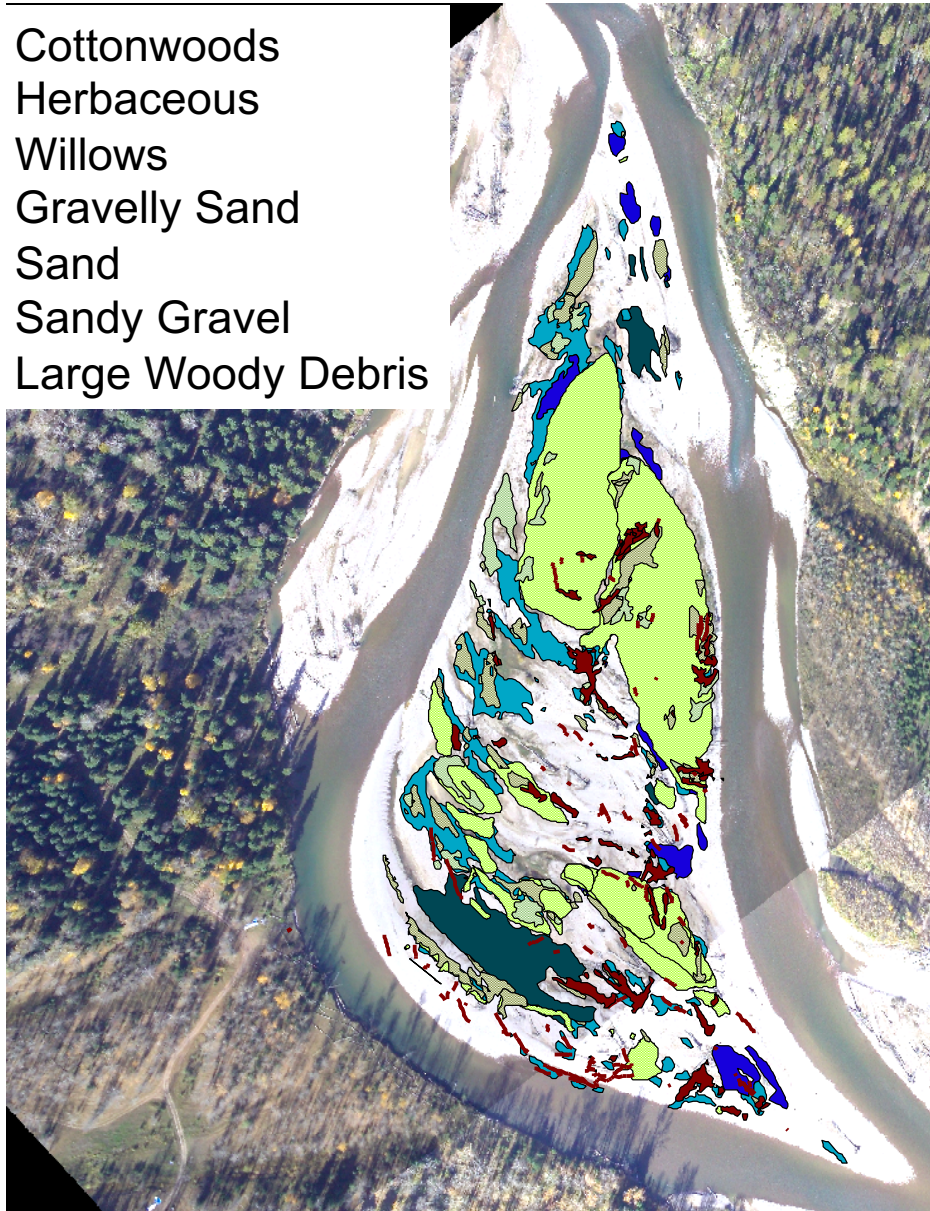 Cottonwoods
Herbaceous
Willows
Gravelly Sand
Sand
Sandy Gravel
Large Woody Debris